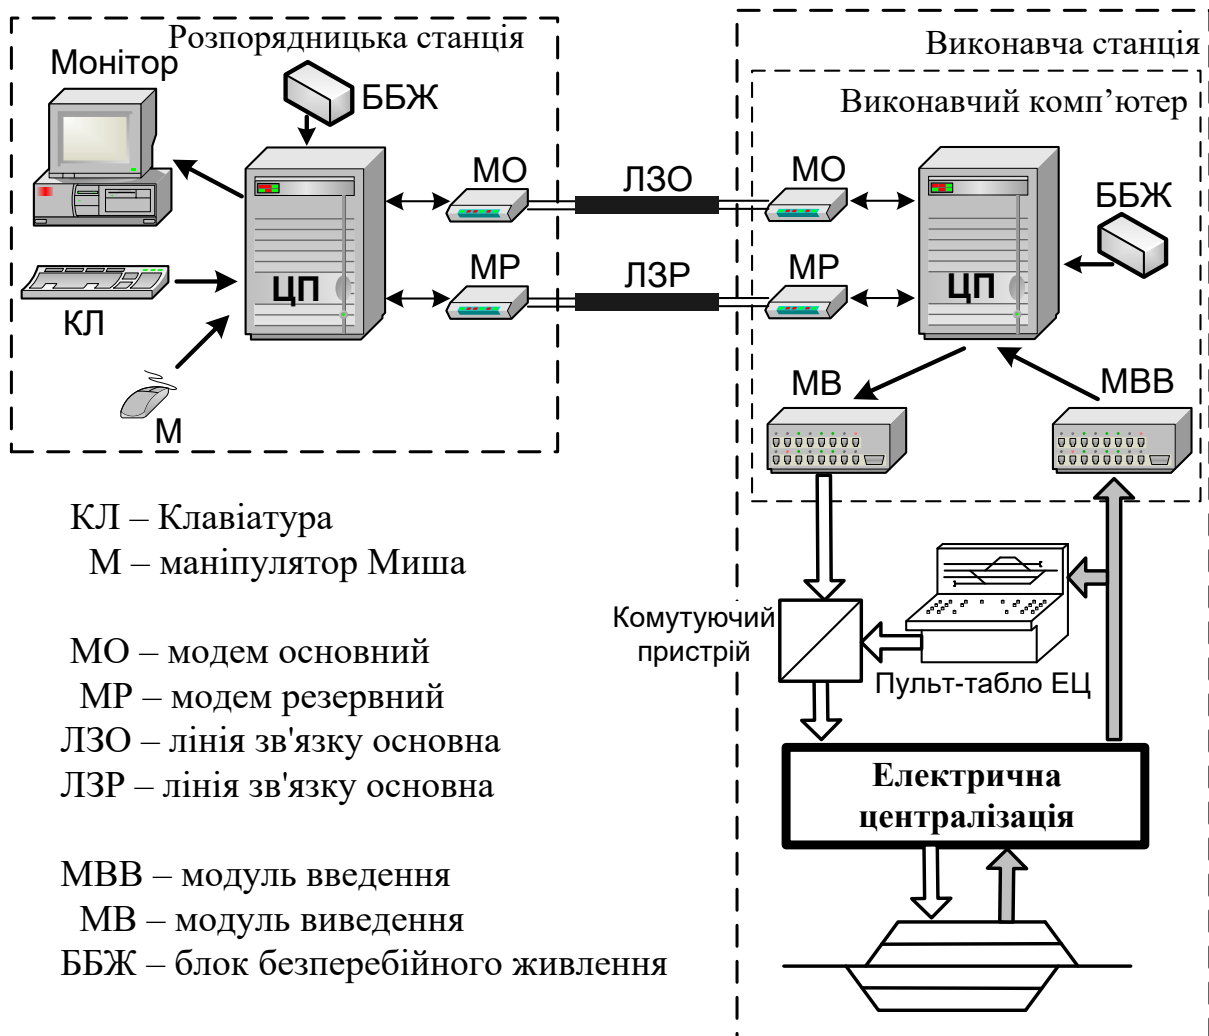 Розпорядницька станція
Монітор
ББЖ
МО
ЛЗО
МР
ЛЗР
ЦП
КЛ
М
Виконавча станція
Виконавчий комп’ютер
МО
ББЖ
МР
ЦП
МВ
МВВ
Комутуючий
пристрій
Пульт-табло ЕЦ
Електрична
централізація
КЛ – Клавіатура
М – маніпулятор Миша
МО – модем основний
МР – модем резервний
ЛЗО – лінія зв'язку основна
ЛЗР – лінія зв'язку основна
МВВ – модуль введення
МВ – модуль виведення
ББЖ – блок безперебійного живлення